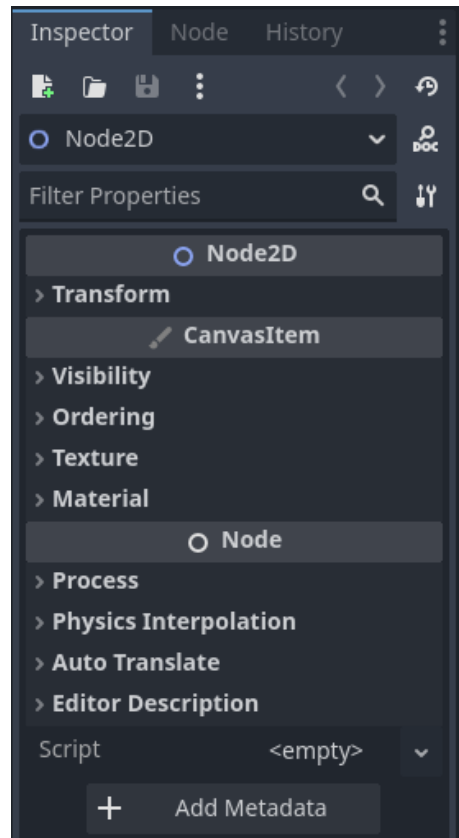 Inspector Node History
Node2D
DOC
Filter Properties
Node2D
Transform
CanvasItem
Visibility
Ordering
Texture
Material
Node
Process
Physics Interpolation
Auto Translate
Editor Description
Script <empty>
+ Add Metadata